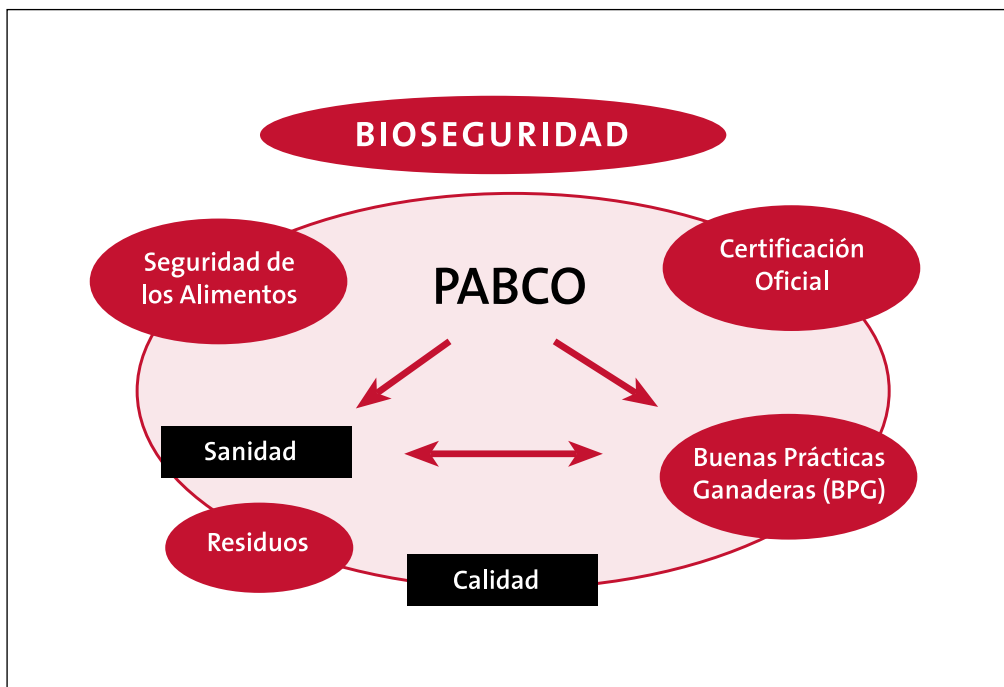 BIOSEGURIDAD
Seguridad de
los Alimentos
PABCO
Certificación
Oficial
Sanidad
Buenas Prácticas
Ganaderas (BPG)
Residuos
Calidad